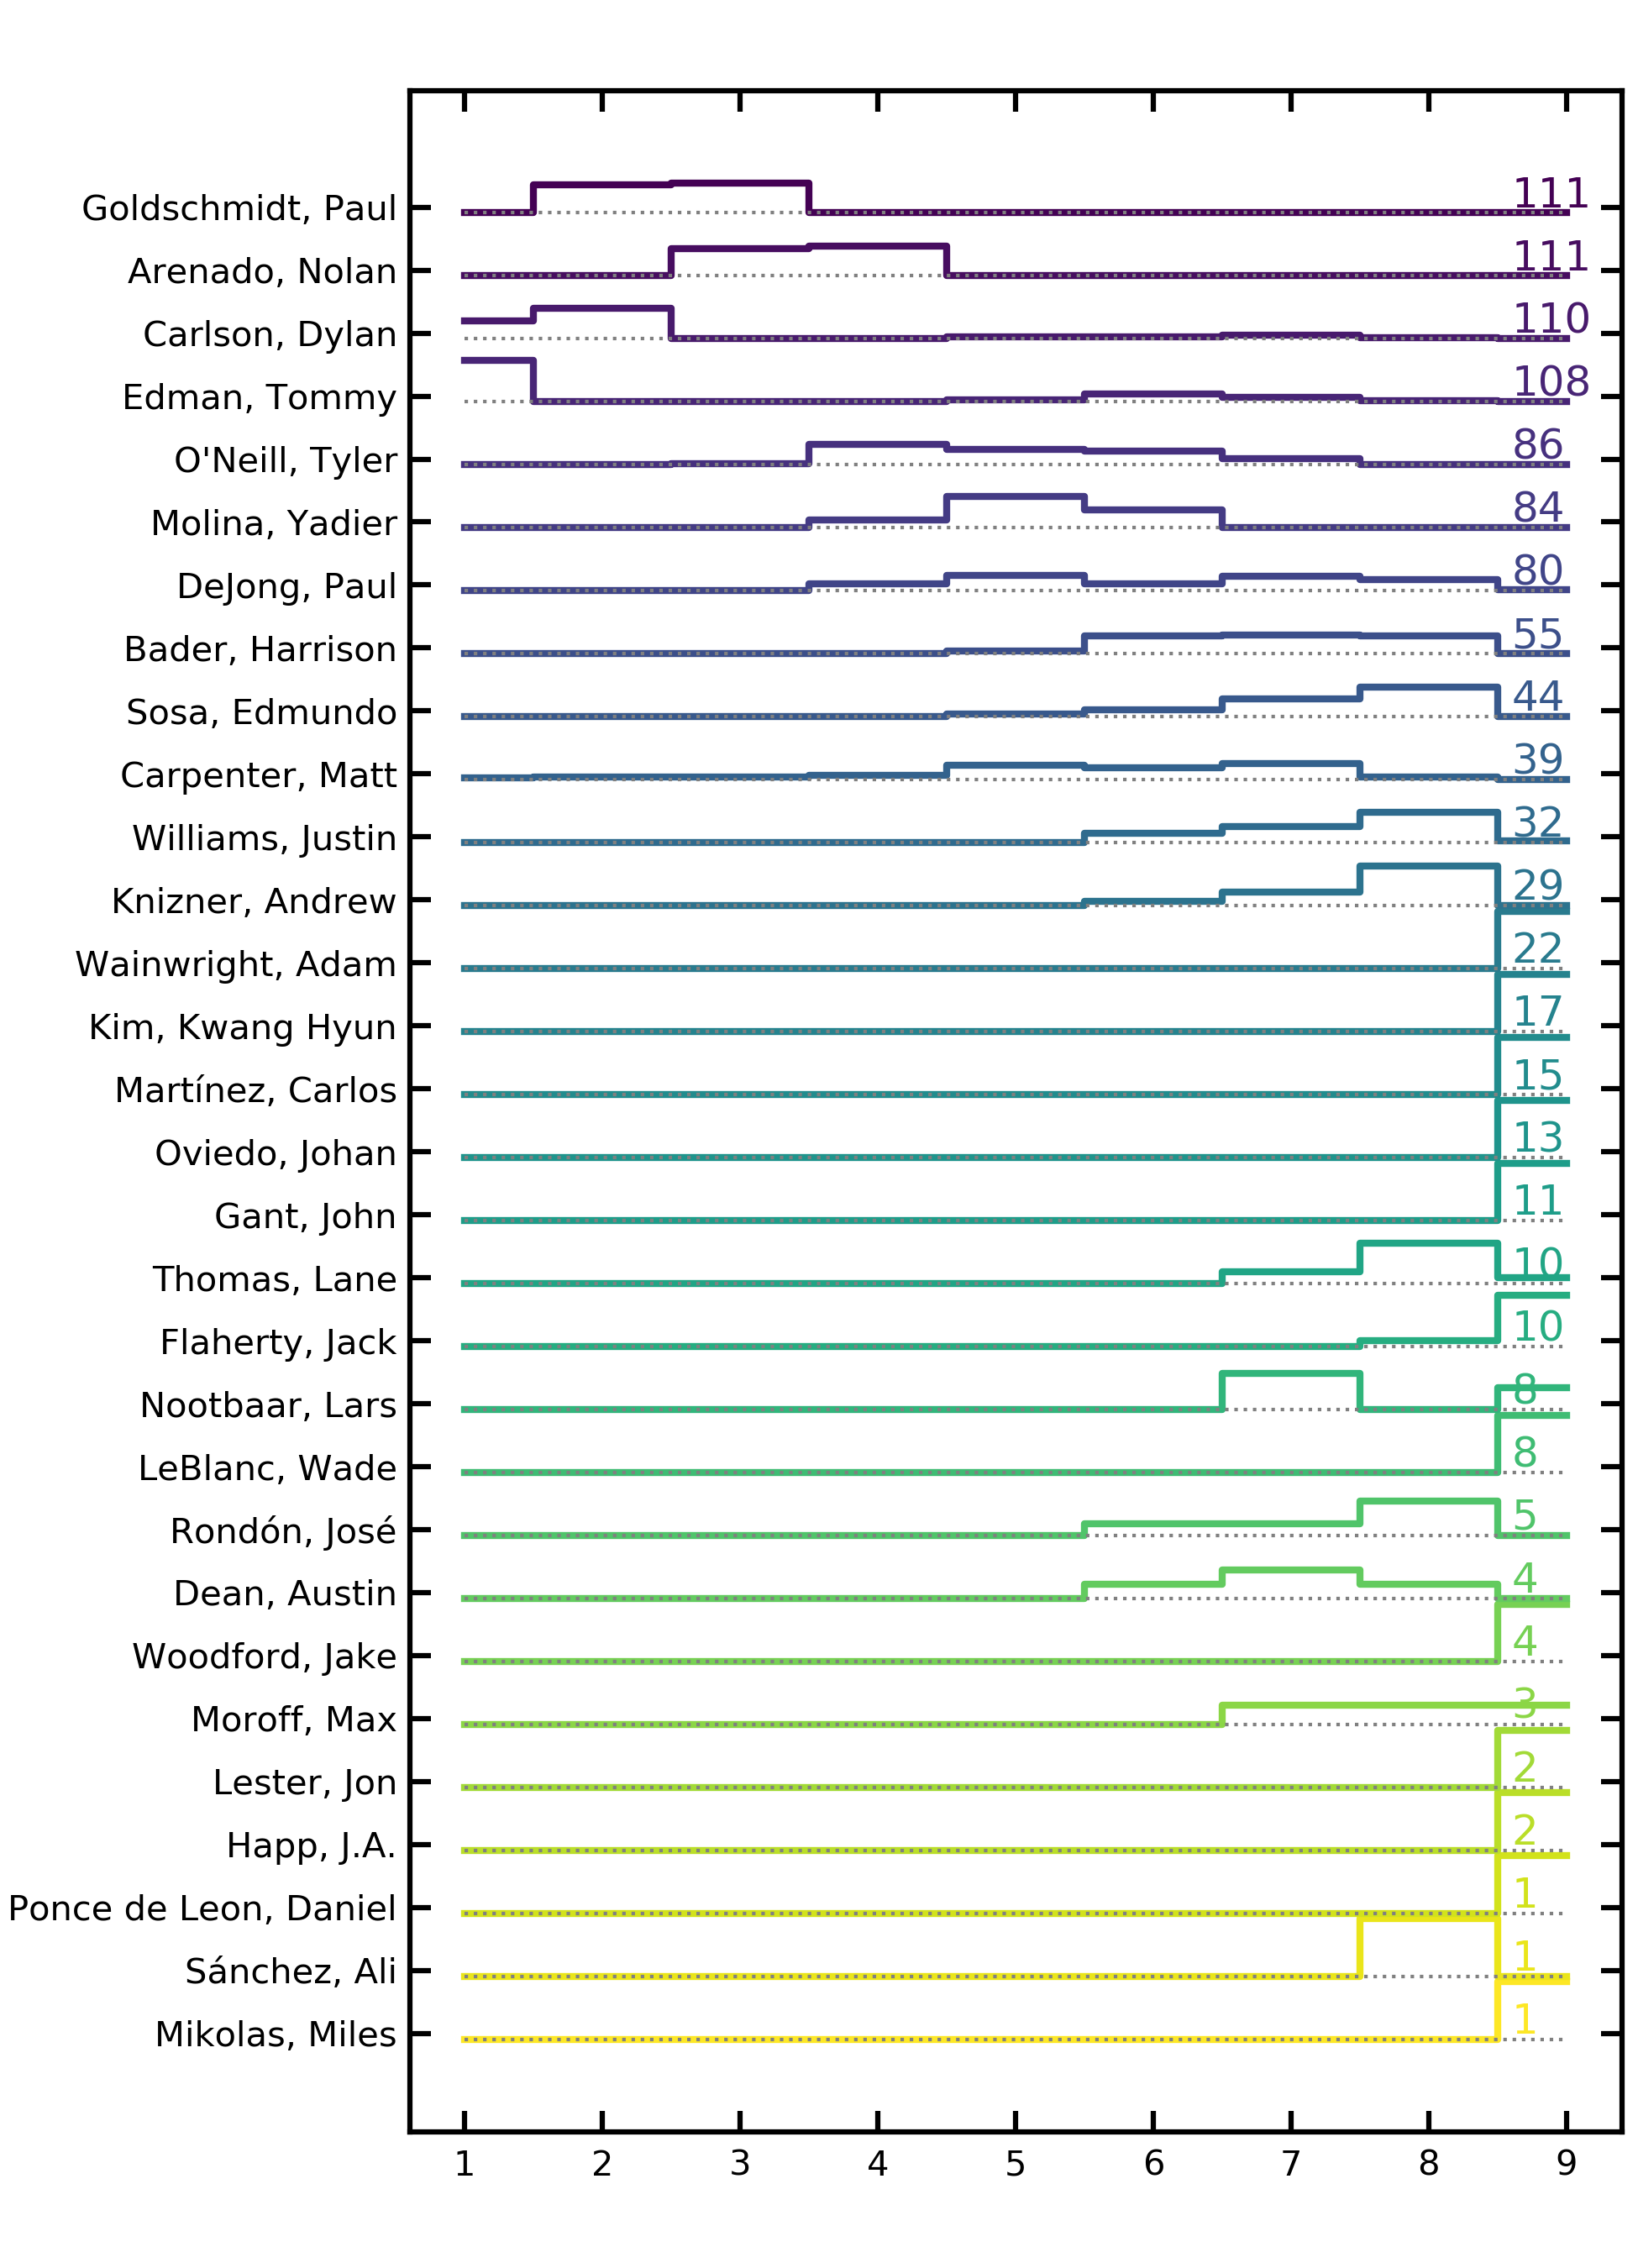 Goldschmidt, Paul 111
Arenado, Nolan 111
Carlson, Dylan 110
Edman, Tommy 108
O'Neill, Tyler 86
Molina, Yadier 84
DeJong, Paul 80
Bader, Harrison 55
Sosa, Edmundo 44
Carpenter, Matt 39
Williams, Justin 32
Knizner, Andrew 29
Wainwright, Adam 22
Kim, Kwang Hyun 17
Martínez, Carlos 15
Oviedo, Johan 13
Gant, John 11
Thomas, Lane 10
Flaherty, Jack 10
Nootbaar, Lars 8
LeBlanc, Wade 8
Rondón, José 5
Dean, Austin 4
Woodford, Jake 4
Moroff, Max 3
Lester, Jon 2
Happ, J.A. 2
Ponce de Leon, Daniel 1
Sánchez, Ali 1
Mikolas, Miles 1
1 2 3 4 5 6 7 8 9